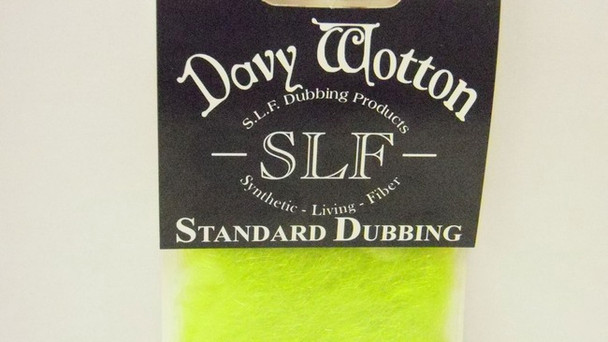 Davy Wotton
S.L.F. Dubbing Products
— SLF —
Synthetic - Living - Fiber
STANDARD DUBBING